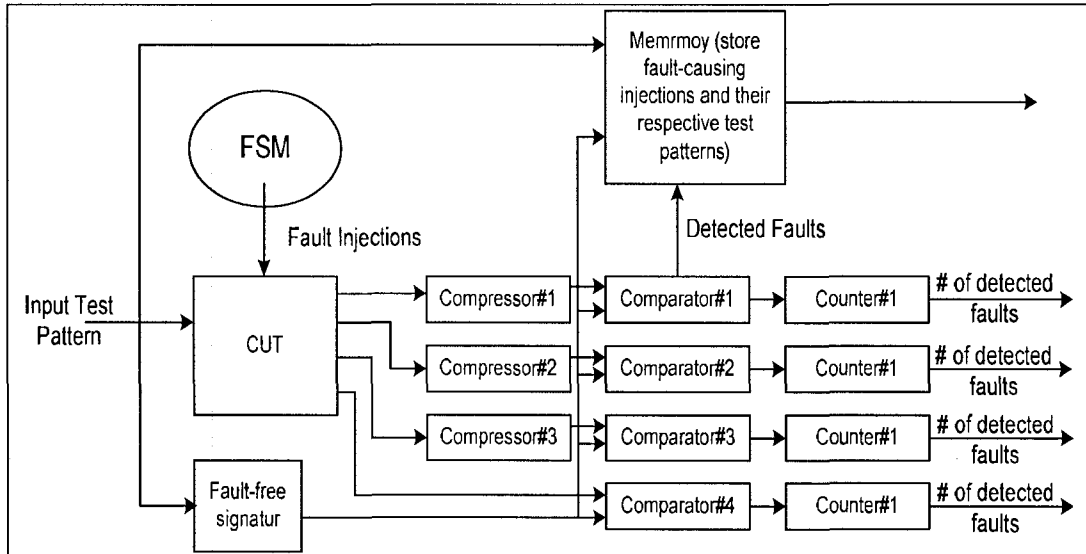 Memrmoy (store
fault-causing
injections and their
respective test
patterns)
FSM
Fault Injections
Detected Faults
Input Test
Pattern
CUT
Compressor#1
Comparator#1
Counter#1
# of detected
faults
Compressor#2
Comparator#2
Counter#1
# of detected
faults
Compressor#3
Comparator#3
Counter#1
# of detected
faults
Fault-free
signatur
Comparator#4
Counter#1
# of detected
faults